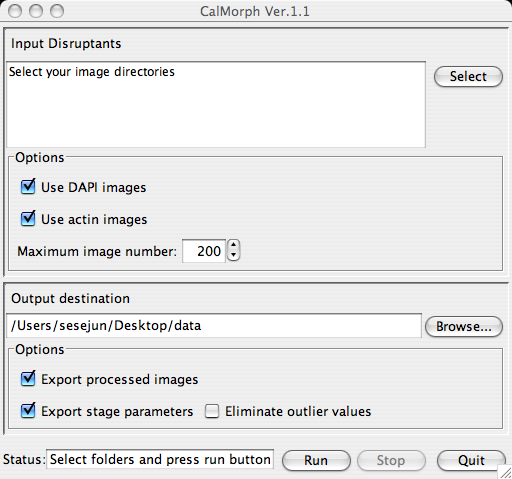 CalMorph Ver.1.1
Input Disruptants
Select your image directories
Select
Options
Use DAPI images
Use actin images
Maximum image number: 200
Output destination
/Users/sesejun/Desktop/data
Browse...
Options
Export processed images
Export stage parameters Eliminate outlier values
Status: Select folders and press run button Run Stop Quit